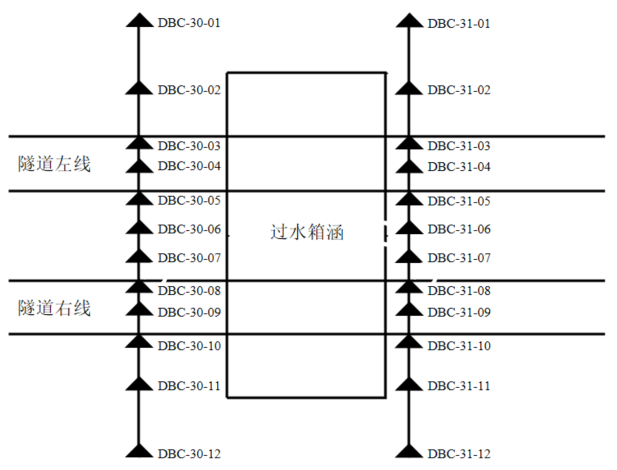 DBC-30-01 DBC-31-01
DBC-30-02 DBC-31-02
DBC-30-03 DBC-31-03
隧道左线 DBC-30-04 DBC-31-04
DBC-30-05 DBC-31-05
DBC-30-06 过水箱涵 DBC-31-06
DBC-30-07 DBC-31-07
DBC-30-08 DBC-31-08
隧道右线 DBC-30-09 DBC-31-09
DBC-30-10 DBC-31-10
DBC-30-11 DBC-31-11
DBC-30-12 DBC-31-12